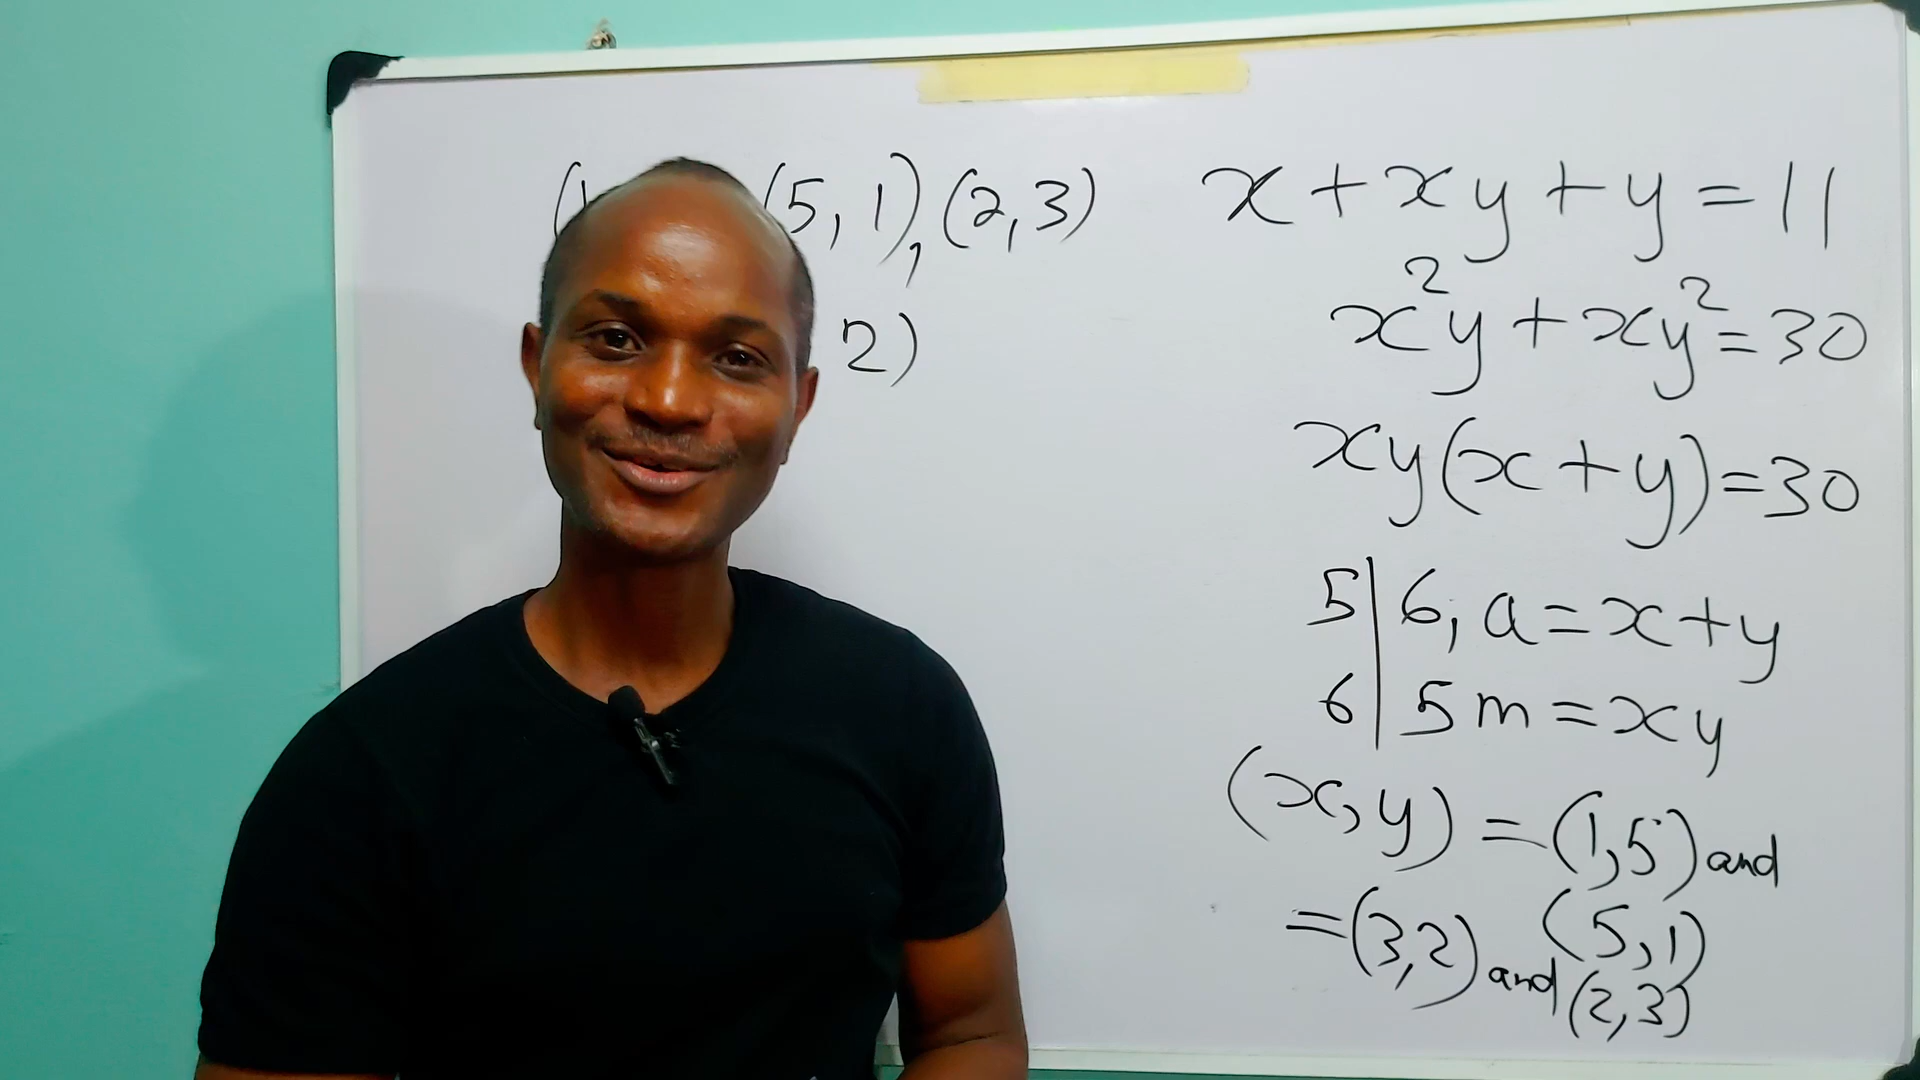 (5, 1), (2, 3)
2)
x + xy + y = 11
x²y + xy² = 30
xy(x + y) = 30
5 | 6, a = x + y
6 | 5 m = xy
(x, y) = (1, 5) and
(5, 1)
= (3, 2) and (2, 3)